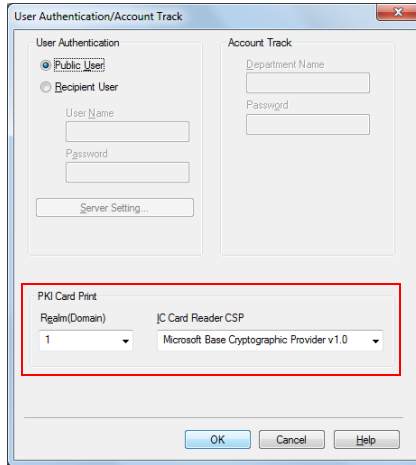 User Authentication/Account Track
User Authentication
Public User
Recipient User
User Name
Password
Server Setting...
Account Track
Department Name
Password
PKI Card Print
Realm(Domain)
IC Card Reader CSP
1
Microsoft Base Cryptographic Provider v1.0
OK
Cancel
Help